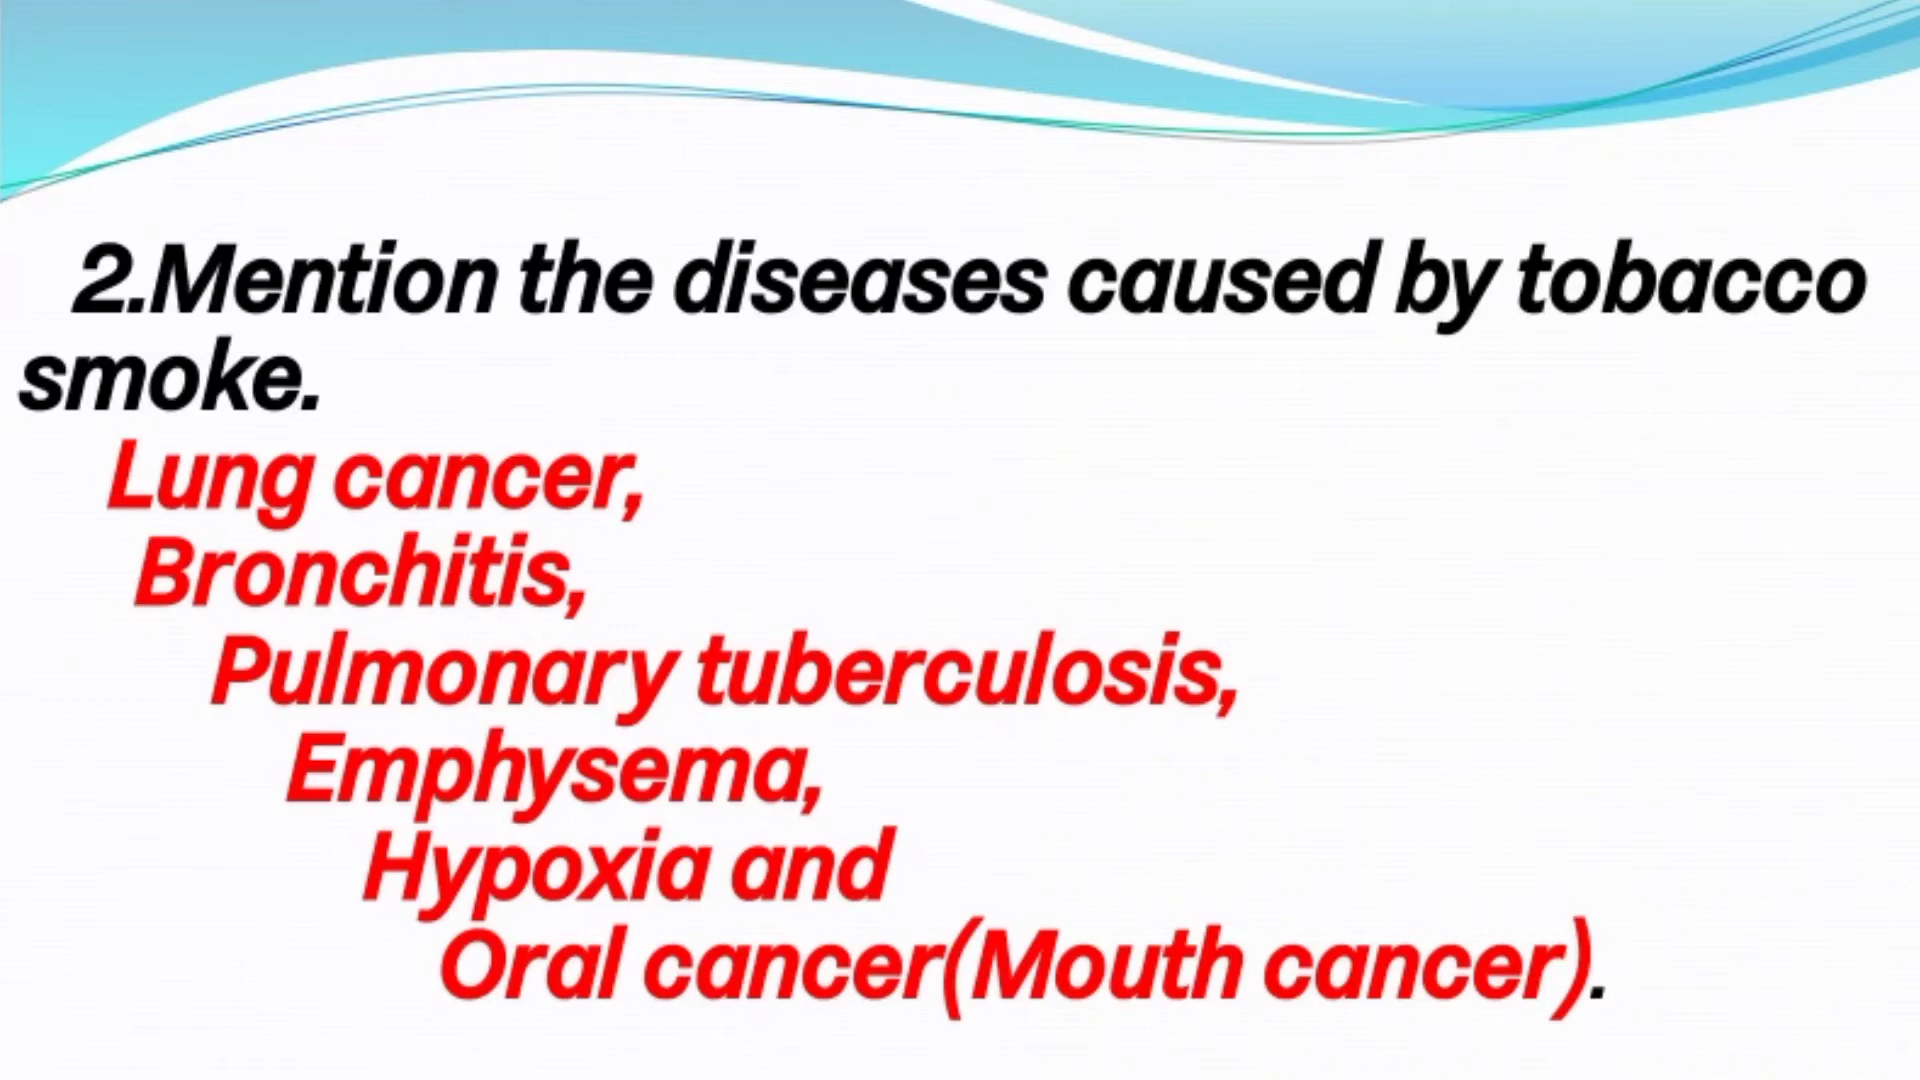 2.Mention the diseases caused by tobacco
smoke.
Lung cancer,
Bronchitis,
Pulmonary tuberculosis,
Emphysema,
Hypoxia and
Oral cancer(Mouth cancer).